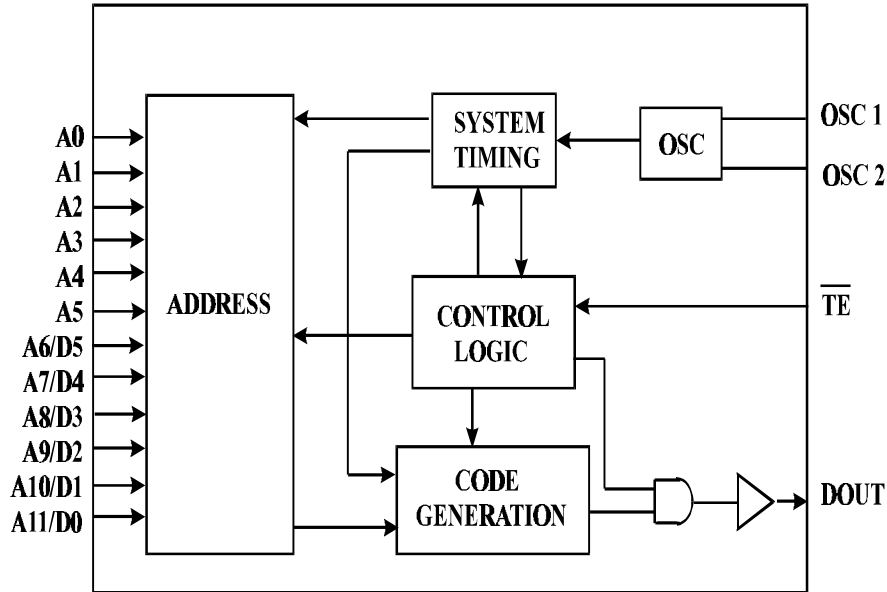 A0
A1
A2
A3
A4
A5
A6/D5
A7/D4
A8/D3
A9/D2
A10/D1
A11/D0
ADDRESS
SYSTEM
TIMING
OSC
CONTROL
LOGIC
CODE
GENERATION
OSC 1
OSC 2
T̅E̅
DOUT